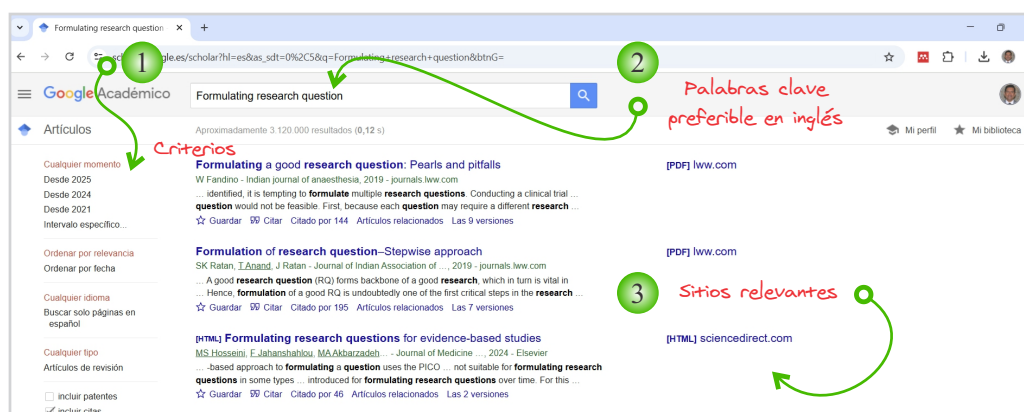 Formulating research question
gle.es/scholar?hl=es&as_sdt=0%2C5&q=Formulating+research+question&btnG=
1
2
Google Académico
Formulating research question
Palabras clave
preferible en inglés
Artículos
Aproximadamente 3 120 000 resultados (0,12 s)
Mi perfil
Mi biblioteca
Criterios
Cualquier momento
Desde 2025
Desde 2024
Desde 2021
Intervalo específico...
Formulating a good research question: Pearls and pitfalls
W Fandino - Indian journal of anaesthesia, 2019 - journals.lww.com
... identified, it is tempting to formulate multiple research questions. Conducting a clinical trial ...
question would not be feasible. First, because each question may require a different research ...
Guardar Citar Citado por 144 Artículos relacionados Las 9 versiones
[PDF] lww.com
Ordenar por relevancia
Ordenar por fecha
Formulation of research question–Stepwise approach
SK Ratan, T Anand, J Ratan - Journal of Indian Association of ..., 2019 - journals.lww.com
... A good research question (RQ) forms backbone of a good research, which in turn is vital in
... Hence, formulation of a good RQ is undoubtedly one of the first critical steps in the research ...
Guardar Citar Citado por 195 Artículos relacionados Las 7 versiones
[PDF] lww.com
3
Sitios relevantes
Cualquier idioma
Buscar solo páginas en
español
Cualquier tipo
Artículos de revisión
[HTML] Formulating research questions for evidence-based studies
MS Hosseini, F Jahanshahlou, MA Akbarzadeh... - Journal of Medicine ..., 2024 - Elsevier
... -based approach to formulating a question uses the PICO ... not suitable for formulating research
questions in some types ... introduced for formulating research questions over time. For this ...
Guardar Citar Citado por 46 Artículos relacionados Las 2 versiones
[HTML] sciencedirect.com
incluir patentes
incluir citas